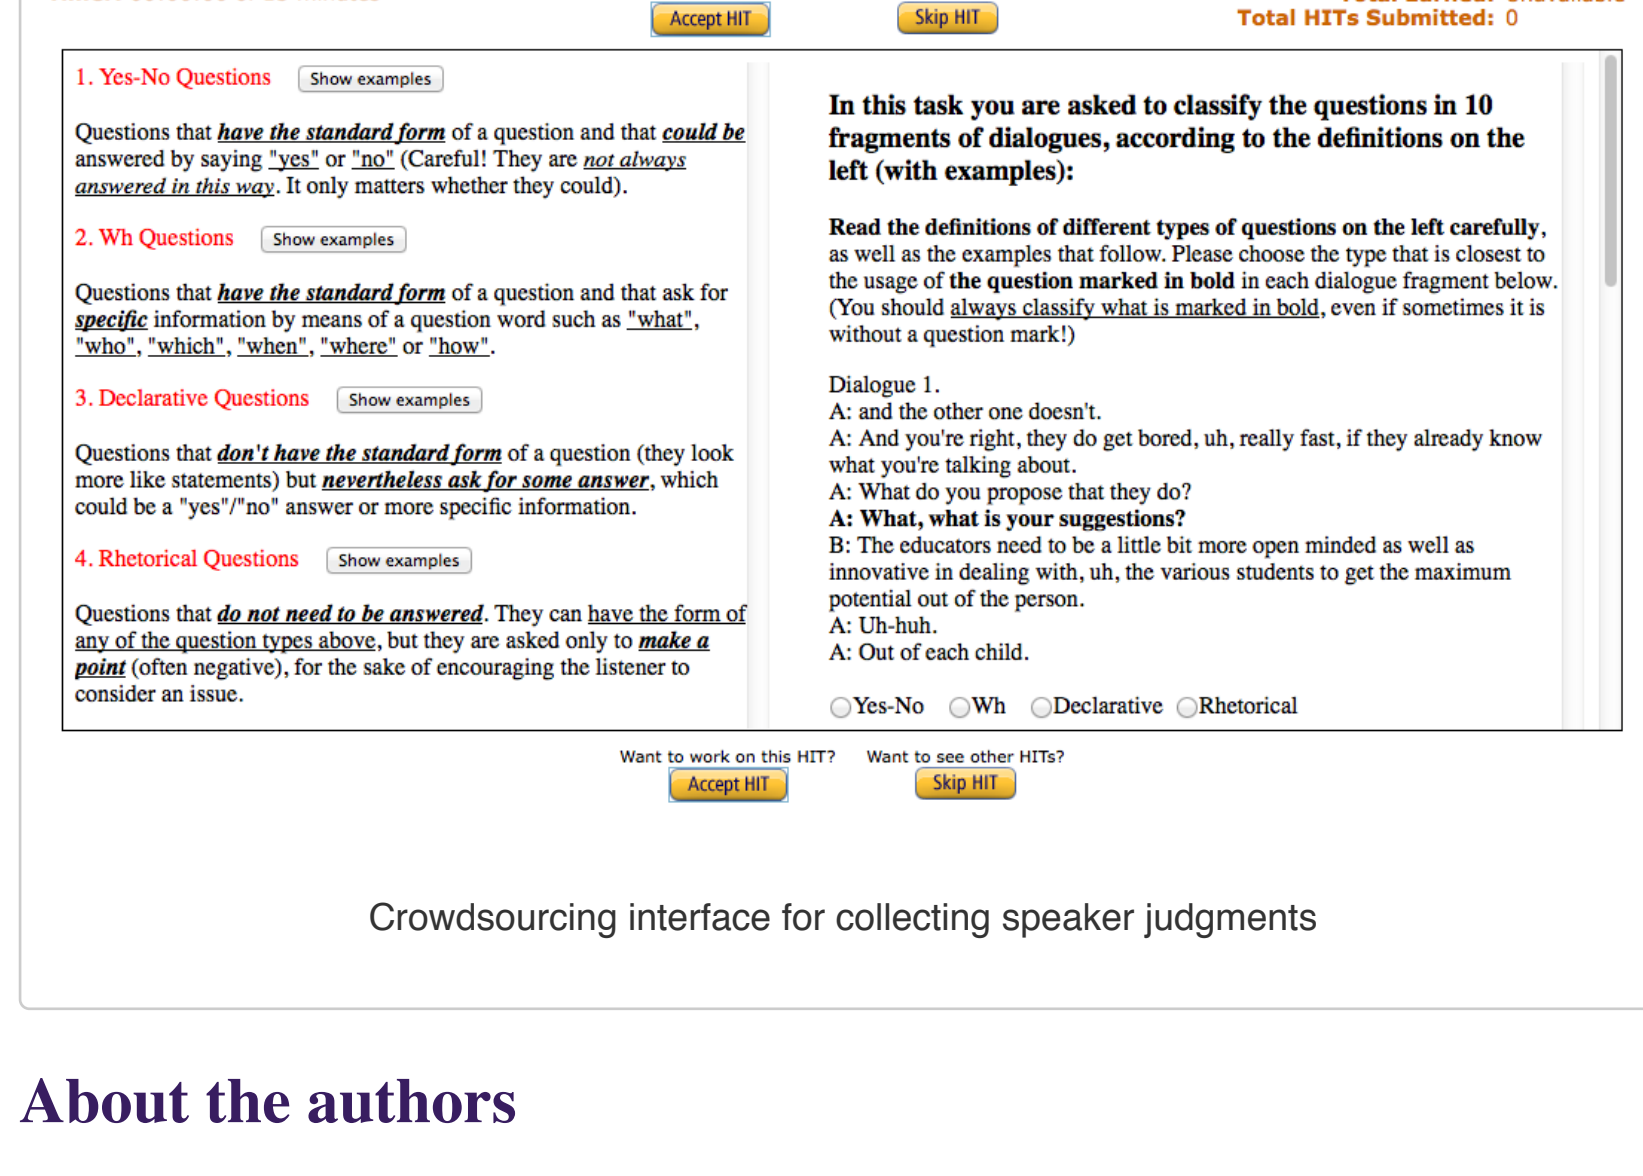 Accept HIT
Skip HIT
Total HITs Submitted: 0
1. Yes-No Questions
Show examples
Questions that have the standard form of a question and that could be
answered by saying "yes" or "no" (Careful! They are not always
answered in this way. It only matters whether they could).
2. Wh Questions
Show examples
Questions that have the standard form of a question and that ask for
specific information by means of a question word such as "what",
"who", "which", "when", "where" or "how".
3. Declarative Questions
Show examples
Questions that don't have the standard form of a question (they look
more like statements) but nevertheless ask for some answer, which
could be a "yes"/"no" answer or more specific information.
4. Rhetorical Questions
Show examples
Questions that do not need to be answered. They can have the form of
any of the question types above, but they are asked only to make a
point (often negative), for the sake of encouraging the listener to
consider an issue.
In this task you are asked to classify the questions in 10
fragments of dialogues, according to the definitions on the
left (with examples):
Read the definitions of different types of questions on the left carefully,
as well as the examples that follow. Please choose the type that is closest to
the usage of the question marked in bold in each dialogue fragment below.
(You should always classify what is marked in bold, even if sometimes it is
without a question mark!)
Dialogue 1.
A: and the other one doesn't.
A: And you're right, they do get bored, uh, really fast, if they already know
what you're talking about.
A: What do you propose that they do?
A: What, what is your suggestions?
B: The educators need to be a little bit more open minded as well as
innovative in dealing with, uh, the various students to get the maximum
potential out of the person.
A: Uh-huh.
A: Out of each child.
Yes-No Wh Declarative Rhetorical
Want to work on this HIT? Want to see other HITs?
Accept HIT
Skip HIT
Crowdsourcing interface for collecting speaker judgments
About the authors